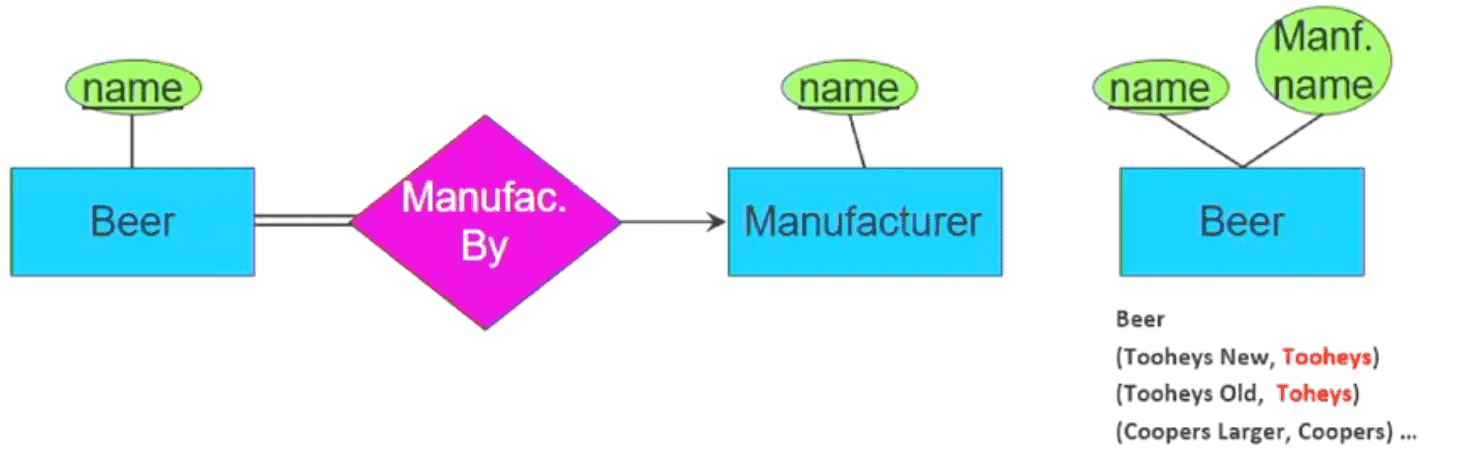 name
Beer
Manufac.
By
name
Manufacturer
name
Manf.
name
Beer
Beer
(Tooheys New, Tooheys)
(Tooheys Old, Toheys)
(Coopers Larger, Coopers) ...